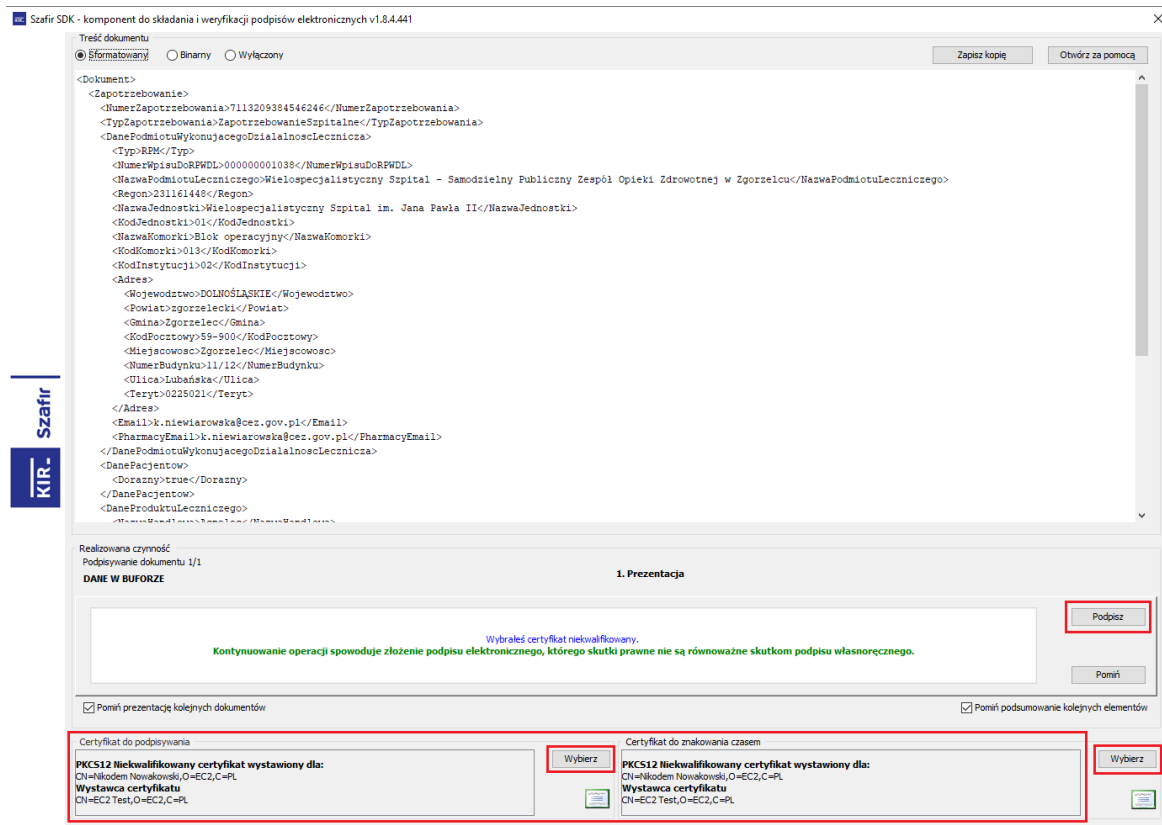 Szafir SDK - komponent do składania i weryfikacji podpisów elektronicznych v1.8.4.441
Treść dokumentu
Sformatowany Binarny Wyłączony Zapisz kopię Otwórz za pomocą
<Dokument>
<Zapotrzebowanie>
<NumerZapotrzebowania>7113209384546246</NumerZapotrzebowania>
<TypZapotrzebowania>ZapotrzebowanieSzpitalne</TypZapotrzebowania>
<DanePodmiotuWykonujacegoDzialalnoscLecznicza>
<Typ>RPM</Typ>
<NumerWpisuDoRPWDL>000000001038</NumerWpisuDoRPWDL>
<NazwaPodmiotuLeczniczego>Wielospecjalistyczny Szpital - Samodzielny Publiczny Zespół Opieki Zdrowotnej w Zgorzelcu</NazwaPodmiotuLeczniczego>
<Regon>231161448</Regon>
<NazwaJednostki>Wielospecjalistyczny Szpital im. Jana Pawła II</NazwaJednostki>
<KodJednostki>01</KodJednostki>
<NazwaKomorki>Blok operacyjny</NazwaKomorki>
<KodKomorki>013</KodKomorki>
<KodInstytucji>02</KodInstytucji>
<Adres>
<Wojewodztwo>DOLNOŚLĄSKIE</Wojewodztwo>
<Powiat>zgorzelecki</Powiat>
<Gmina>Zgorzelec</Gmina>
<KodPocztowy>59-900</KodPocztowy>
<Miejscowosc>Zgorzelec</Miejscowosc>
<NumerBudynku>11/12</NumerBudynku>
<Ulica>Lubańska</Ulica>
<Teryt>0225021</Teryt>
</Adres>
<Email>k.niewiarowska@cez.gov.pl</Email>
<PharmacyEmail>k.niewiarowska@cez.gov.pl</PharmacyEmail>
</DanePodmiotuWykonujacegoDzialalnoscLecznicza>
<DanePacjentow>
<Dorazny>true</Dorazny>
</DanePacjentow>
<DaneProduktuLeczniczego>
KIR Szafir
Realizowana czynność
Podpisywanie dokumentu 1/1
DANE W BUFORZE
1. Prezentacja
Podpisz
Wybrałeś certyfikat niekwalifikowany.
Kontynuowanie operacji spowoduje złożenie podpisu elektronicznego, którego skutki prawne nie są równoważne skutkom podpisu własnoręcznego.
Pomiń
Pomiń prezentację kolejnych dokumentów Pomiń podsumowanie kolejnych elementów
Certyfikat do podpisywania
PKCS12 Niekwalifikowany certyfikat wystawiony dla:
CN=Nikodem Nowakowski,O=EC2,C=PL
Wystawca certyfikatu
CN=EC2 Test,O=EC2,C=PL
Wybierz
Certyfikat do znakowania czasem
PKCS12 Niekwalifikowany certyfikat wystawiony dla:
CN=Nikodem Nowakowski,O=EC2,C=PL
Wystawca certyfikatu
CN=EC2 Test,O=EC2,C=PL
Wybierz